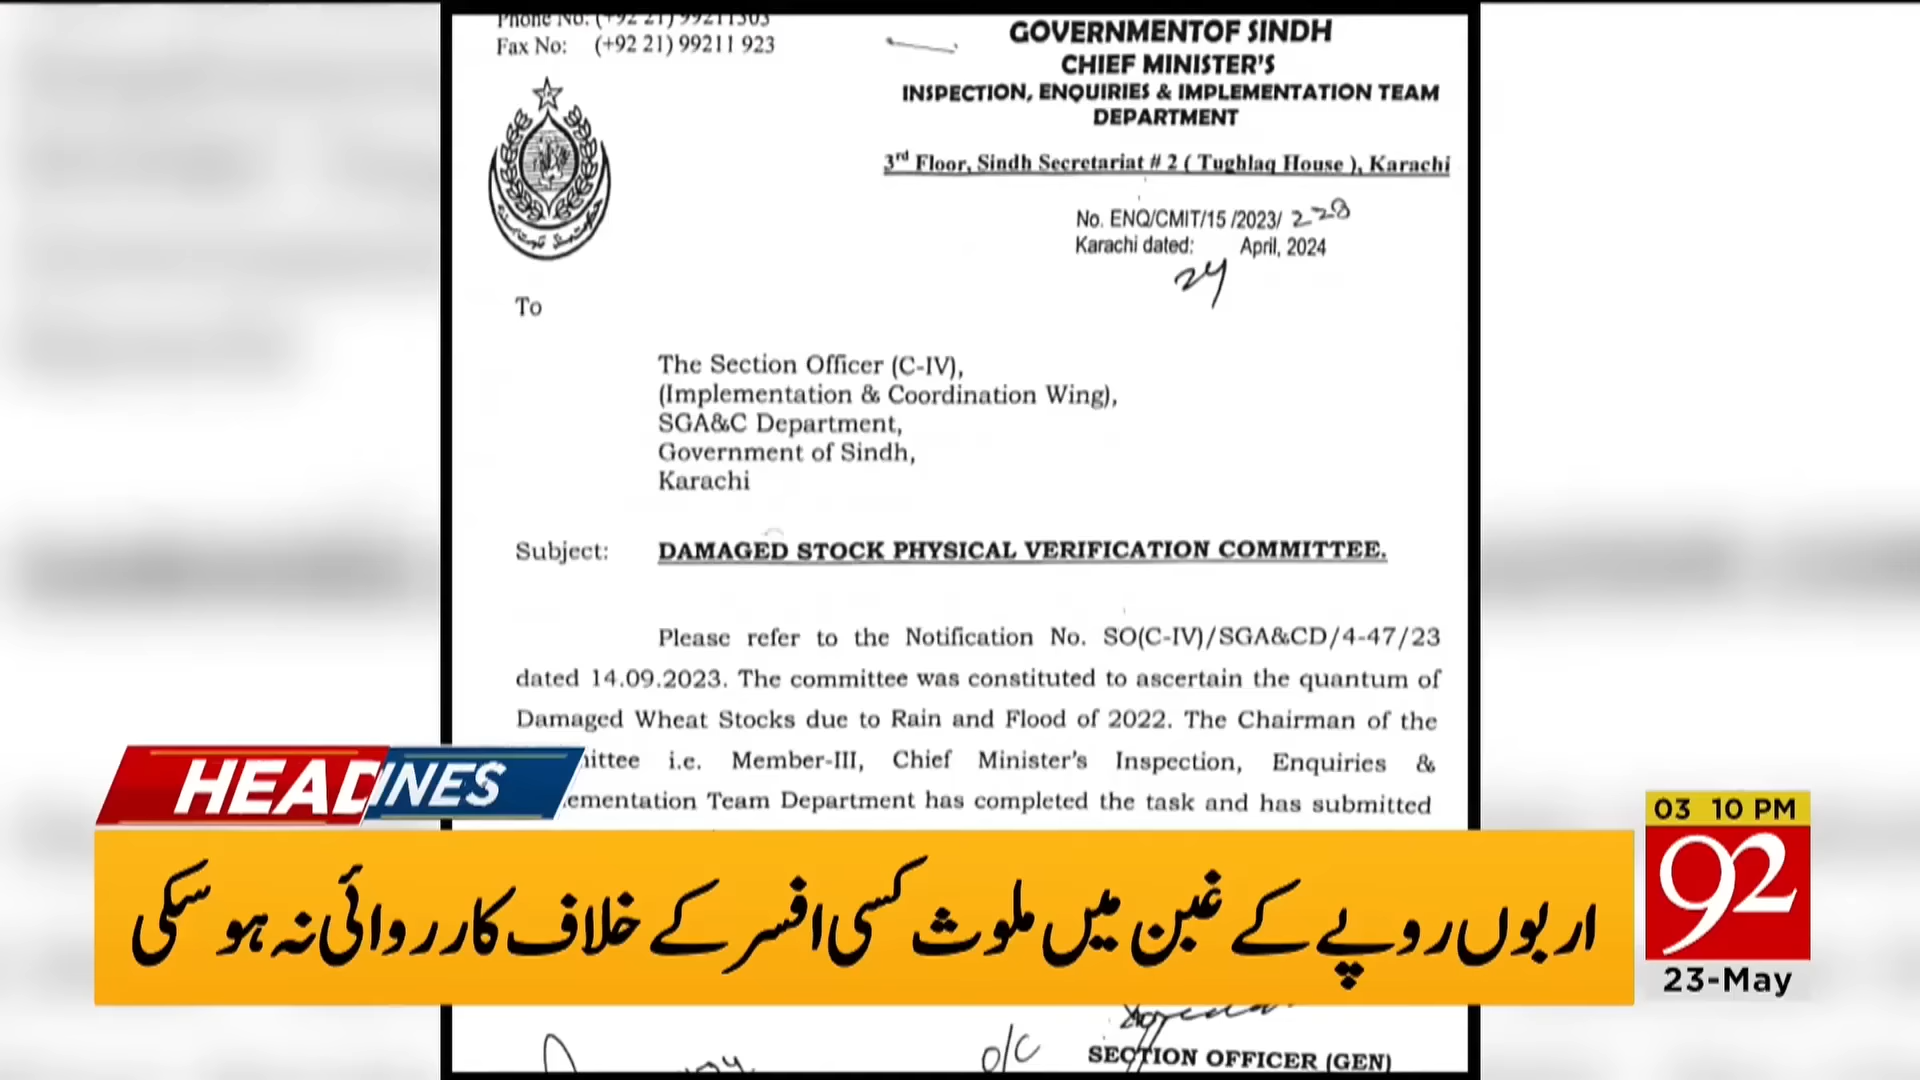 Phone No: (+92 21) 99211303
Fax No: (+92 21) 99211 923
GOVERNMENTOF SINDH
CHIEF MINISTER'S
INSPECTION, ENQUIRIES & IMPLEMENTATION TEAM
DEPARTMENT
3rd Floor, Sindh Secretariat # 2 ( Tughlaq House ), Karachi
No. ENQ/CMIT/15 /2023/ 228
Karachi dated: April, 2024
24
To
The Section Officer (C-IV),
(Implementation & Coordination Wing),
SGA&C Department,
Government of Sindh,
Karachi
Subject: DAMAGED STOCK PHYSICAL VERIFICATION COMMITTEE.
Please refer to the Notification No. SO(C-IV)/SGA&CD/4-47/23
dated 14.09.2023. The committee was constituted to ascertain the quantum of
Damaged Wheat Stocks due to Rain and Flood of 2022. The Chairman of the
ittee i.e. Member-III, Chief Minister's Inspection, Enquiries &
ementation Team Department has completed the task and has submitted
HEADLINES
اربوں روپے کے غبن میں ملوث کسی افسر کے خلاف کارروائی نہ ہوسکی
03 10 PM
92
23-May
O/C
SECTION OFFICER (GEN)